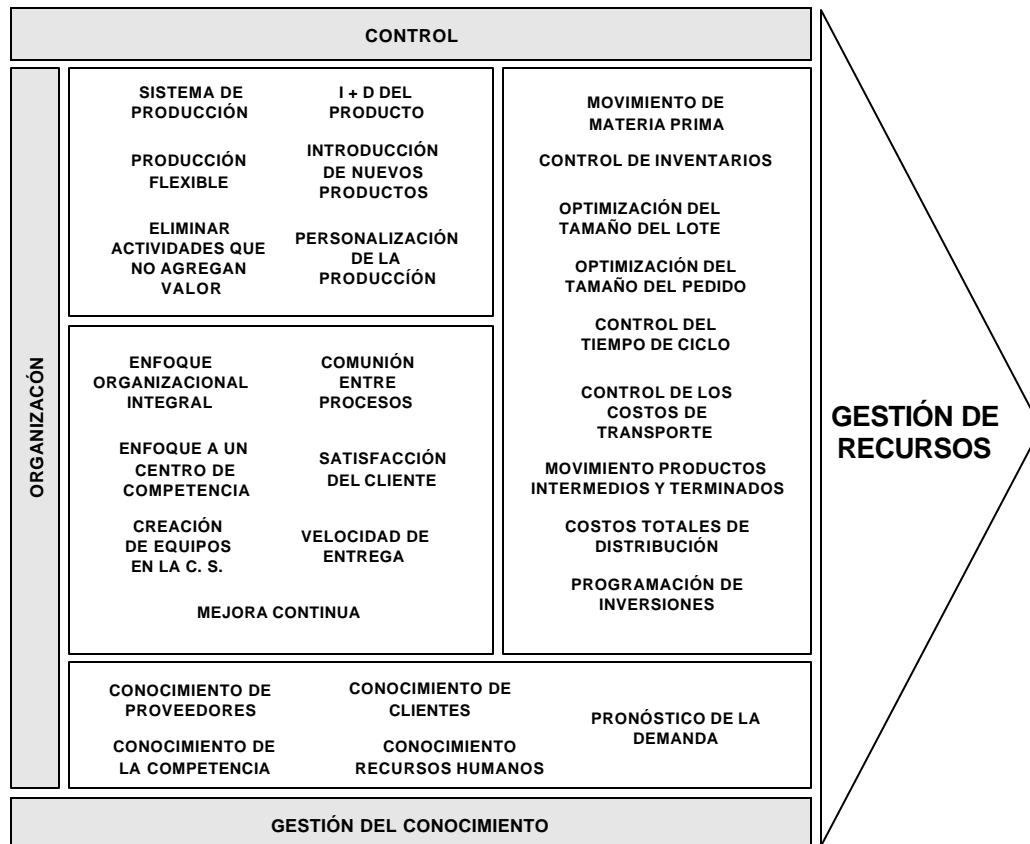 CONTROL
ORGANIZACÓN
SISTEMA DE
PRODUCCIÓN
I + D DEL
PRODUCTO
PRODUCCIÓN
FLEXIBLE
INTRODUCCIÓN
DE NUEVOS
PRODUCTOS
ELIMINAR
ACTIVIDADES QUE
NO AGREGAN
VALOR
PERSONALIZACIÓN
DE LA
PRODUCCÍÓN
ENFOQUE
ORGANIZACIONAL
INTEGRAL
COMUNIÓN
ENTRE
PROCESOS
ENFOQUE A UN
CENTRO DE
COMPETENCIA
SATISFACCIÓN
DEL CLIENTE
CREACIÓN
DE EQUIPOS
EN LA C. S.
VELOCIDAD DE
ENTREGA
MEJORA CONTINUA
MOVIMIENTO DE
MATERIA PRIMA
CONTROL DE INVENTARIOS
OPTIMIZACIÓN DEL
TAMAÑO DEL LOTE
OPTIMIZACIÓN DEL
TAMAÑO DEL PEDIDO
CONTROL DEL
TIEMPO DE CICLO
CONTROL DE LOS
COSTOS DE
TRANSPORTE
MOVIMIENTO PRODUCTOS
INTERMEDIOS Y TERMINADOS
COSTOS TOTALES DE
DISTRIBUCIÓN
PROGRAMACIÓN DE
INVERSIONES
CONOCIMIENTO DE
PROVEEDORES
CONOCIMIENTO DE
CLIENTES
PRONÓSTICO DE LA
DEMANDA
CONOCIMIENTO DE
LA COMPETENCIA
CONOCIMIENTO
RECURSOS HUMANOS
GESTIÓN DEL CONOCIMIENTO
GESTIÓN DE
RECURSOS